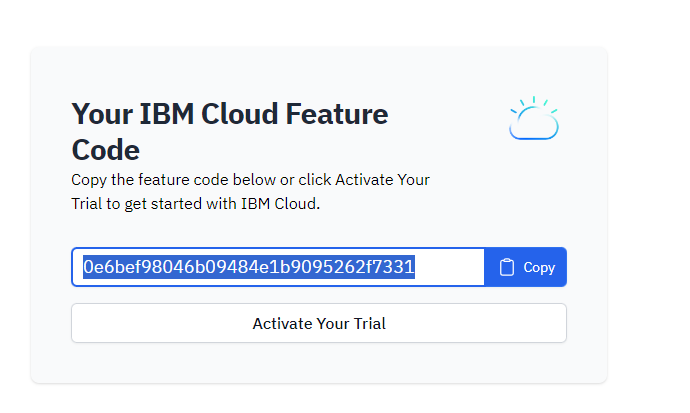 Your IBM Cloud Feature
Code
Copy the feature code below or click Activate Your
Trial to get started with IBM Cloud.
0e6bef98046b09484e1b9095262f7331
Copy
Activate Your Trial